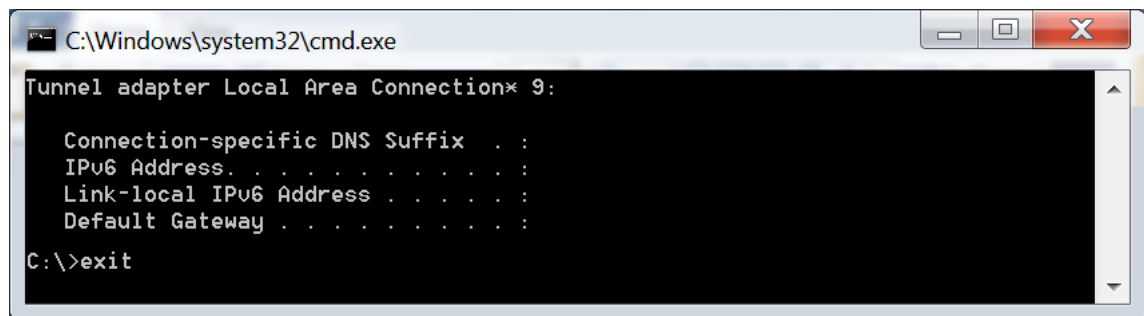 C:\Windows\system32\cmd.exe
Tunnel adapter Local Area Connection* 9:
Connection-specific DNS Suffix . :
IPv6 Address. . . . . . . . . . . :
Link-local IPv6 Address . . . . . :
Default Gateway . . . . . . . . . :
C:\>exit